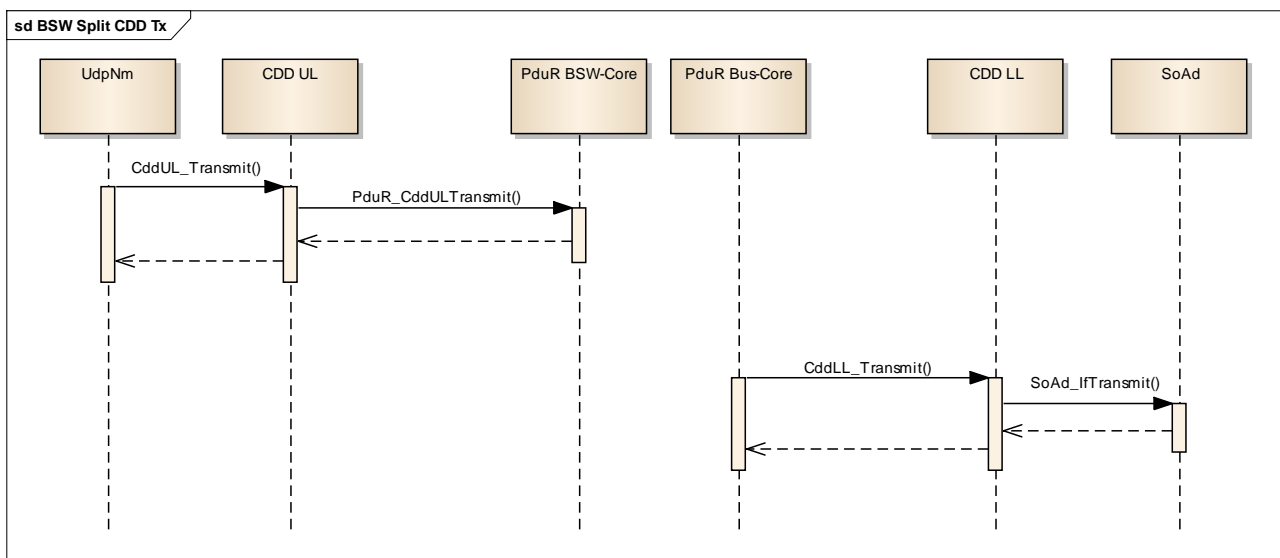 sd BSW Split CDD Tx
UdpNm
CDD UL
PduR BSW-Core
PduR Bus-Core
CDD LL
SoAd
CddUL_Transmit()
PduR_CddULTransmit()
CddLL_Transmit()
SoAd_IfTransmit()